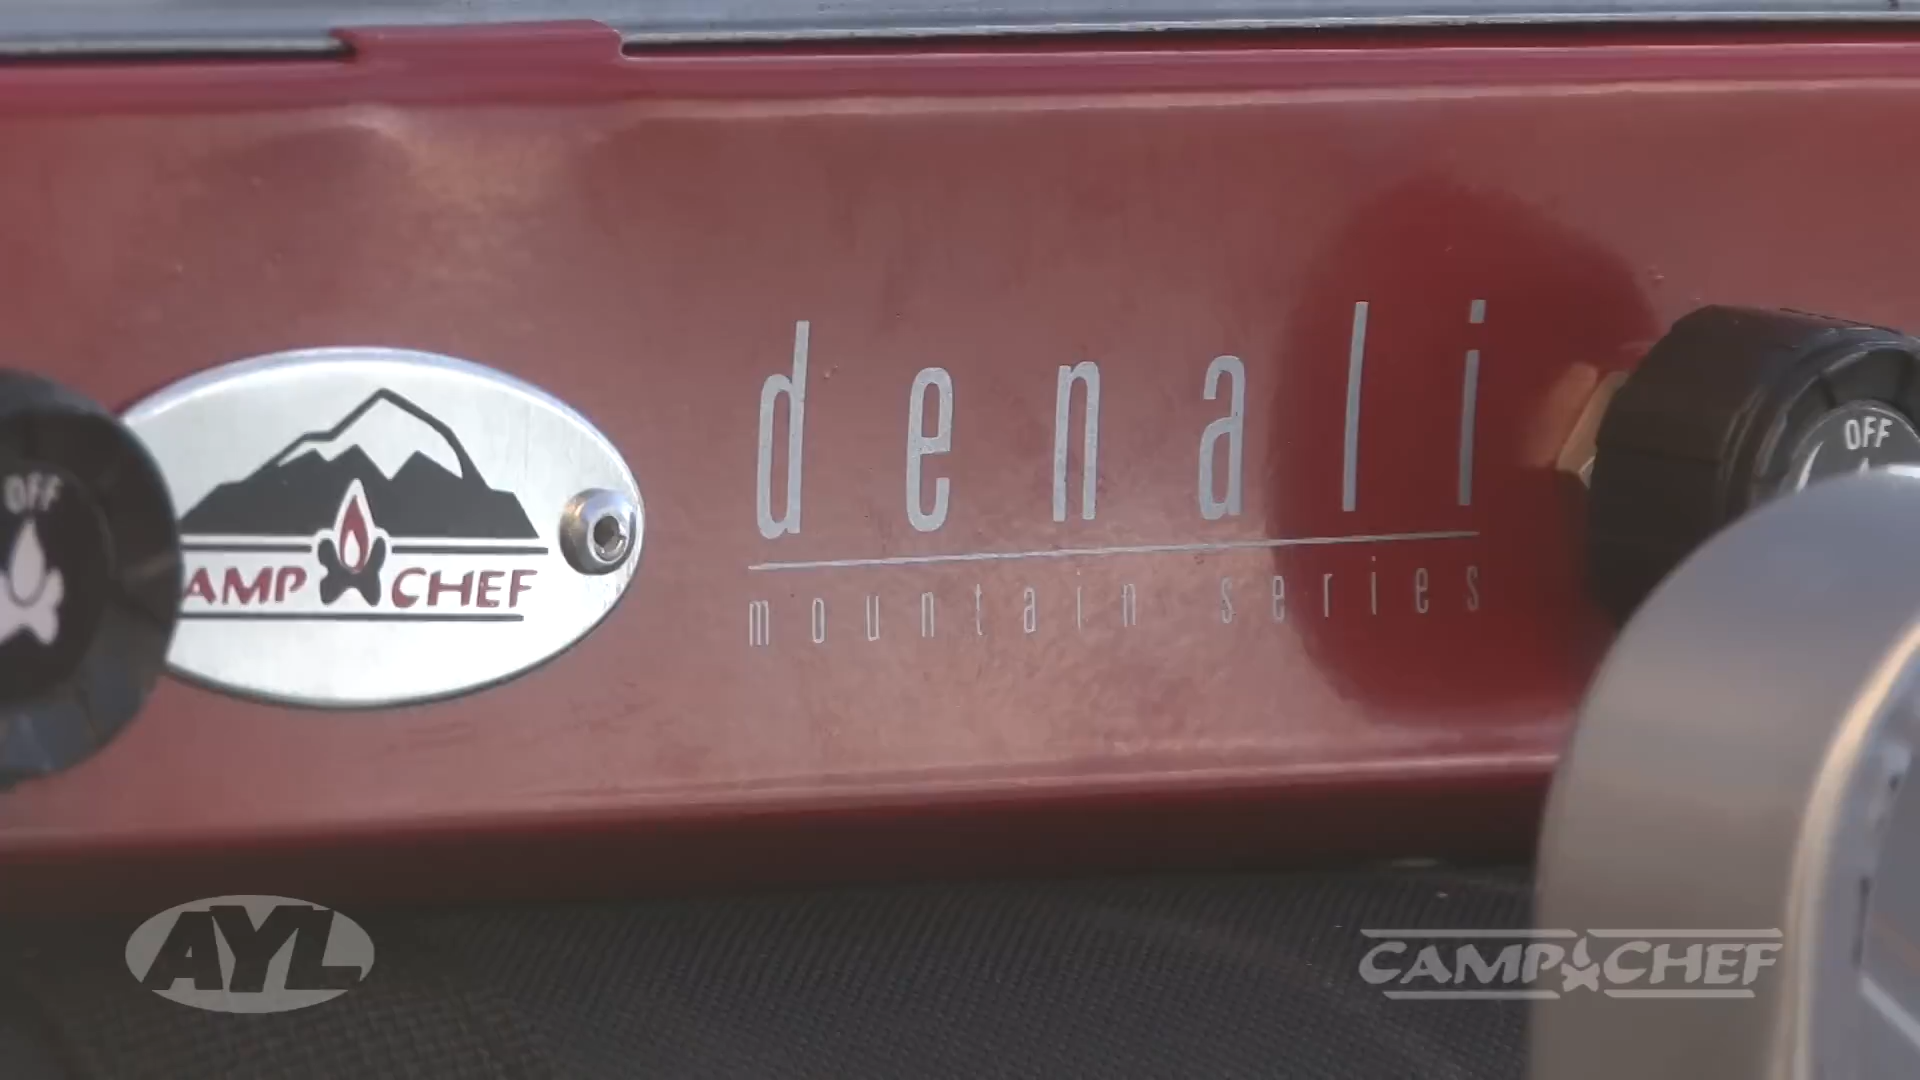 OFF
AMP CHEF
denali
mountain series
OFF
AYL
CAMP CHEF